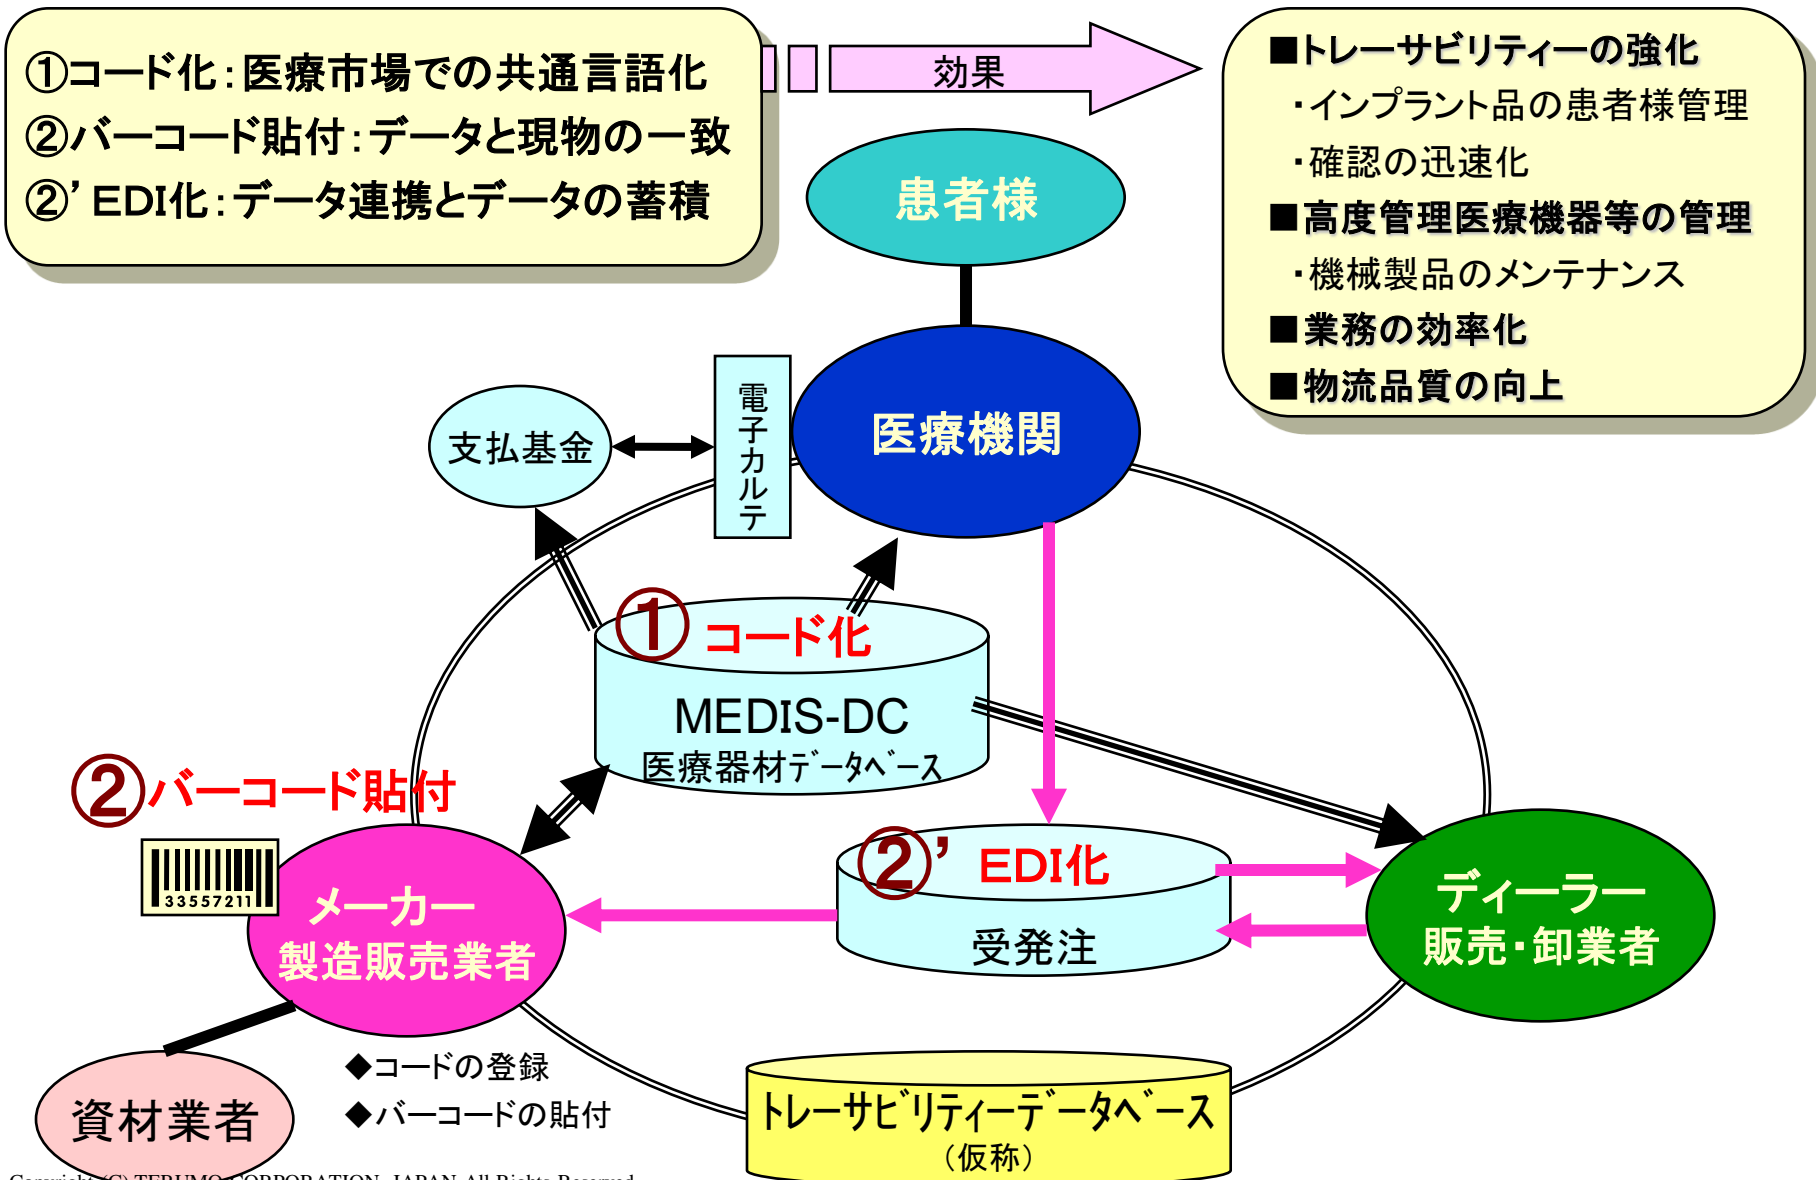 ①コード化：医療市場での共通言語化
②バーコード貼付：データと現物の一致
②’EDI化：データ連携とデータの蓄積
効果
■トレーサビリティーの強化
・インプラント品の患者様管理
・確認の迅速化
■高度管理医療機器等の管理
・機械製品のメンテナンス
■業務の効率化
■物流品質の向上
患者様
医療機関
電子カルテ
支払基金
① コード化
MEDIS-DC
医療器材ﾃﾞｰﾀﾍﾞｰｽ
②バーコード貼付
33557211
メーカー
製造販売業者
②’ EDI化
受発注
ディーラー
販売・卸業者
資材業者
◆コードの登録
◆バーコードの貼付
ﾄﾚｰｻﾋﾞﾘﾃｨｰﾃﾞｰﾀﾍﾞｰｽ
（仮称）
Copyright (C) TERUMO CORPORATION, JAPAN All Rights Reserved